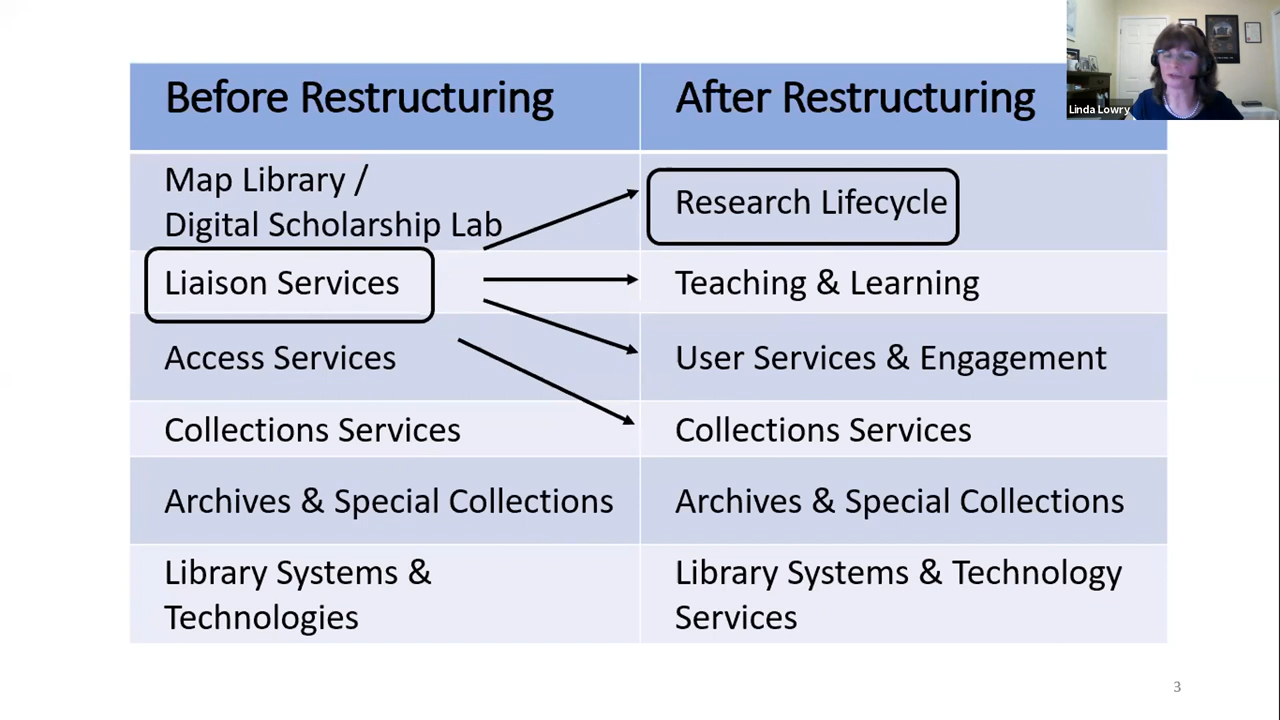 Before Restructuring
After Restructuring
Linda Lowry
Map Library /
Digital Scholarship Lab
Research Lifecycle
Liaison Services
Teaching & Learning
Access Services
User Services & Engagement
Collections Services
Collections Services
Archives & Special Collections
Archives & Special Collections
Library Systems &
Technologies
Library Systems & Technology
Services
3